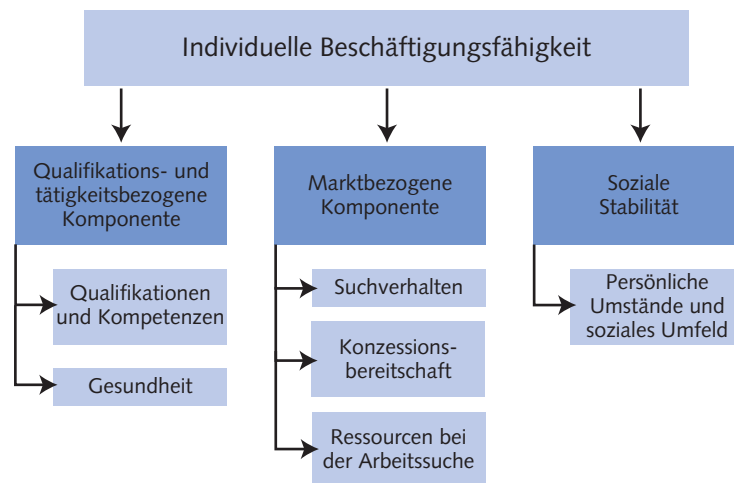 Individuelle Beschäftigungsfähigkeit
Qualifikations- und
tätigkeitsbezogene
Komponente
Marktbezogene
Komponente
Soziale
Stabilität
Qualifikationen
und Kompetenzen
Gesundheit
Suchverhalten
Konzessions-
bereitschaft
Ressourcen bei
der Arbeitssuche
Persönliche
Umstände und
soziales Umfeld